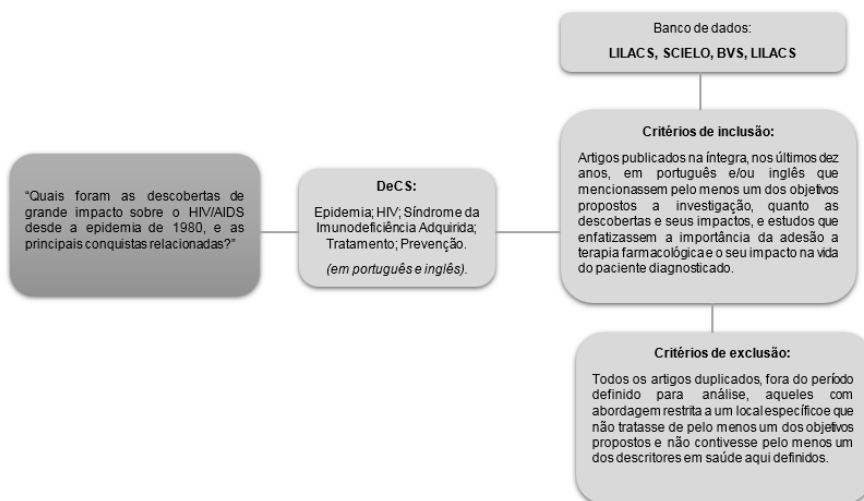 "Quais foram as descobertas de
grande impacto sobre o HIV/AIDS
desde a epidemia de 1980, e as
principais conquistas relacionadas?"
DeCS:
Epidemia; HIV; Síndrome da
Imunodeficiência Adquirida;
Tratamento; Prevenção.
(em português e inglês).
Banco de dados:
LILACS, SCIELO, BVS, LILACS
Critérios de inclusão:
Artigos publicados na íntegra, nos últimos dez
anos, em português e/ou inglês que
mencionassem pelo menos um dos objetivos
propostos a investigação, quanto as
descobertas e seus impactos, e estudos que
enfatizassem a importância da adesão a
terapia farmacológica e o seu impacto na vida
do paciente diagnosticado.
Critérios de exclusão:
Todos os artigos duplicados, fora do período
definido para análise, aqueles com
abordagem restrita a um local específico e que
não tratasse de pelo menos um dos objetivos
propostos e não contivesse pelo menos um
dos descritores em saúde aqui definidos.